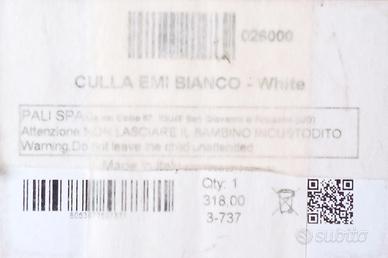 026000
CULLA EMI BIANCO - White
PALI SPA
Attenzione.NON LASCIARE IL BAMBINO INCUSTODITO
Warning.Do not leave the child unattended
Made in Italy
Qty: 1
318.00
3-737
subito